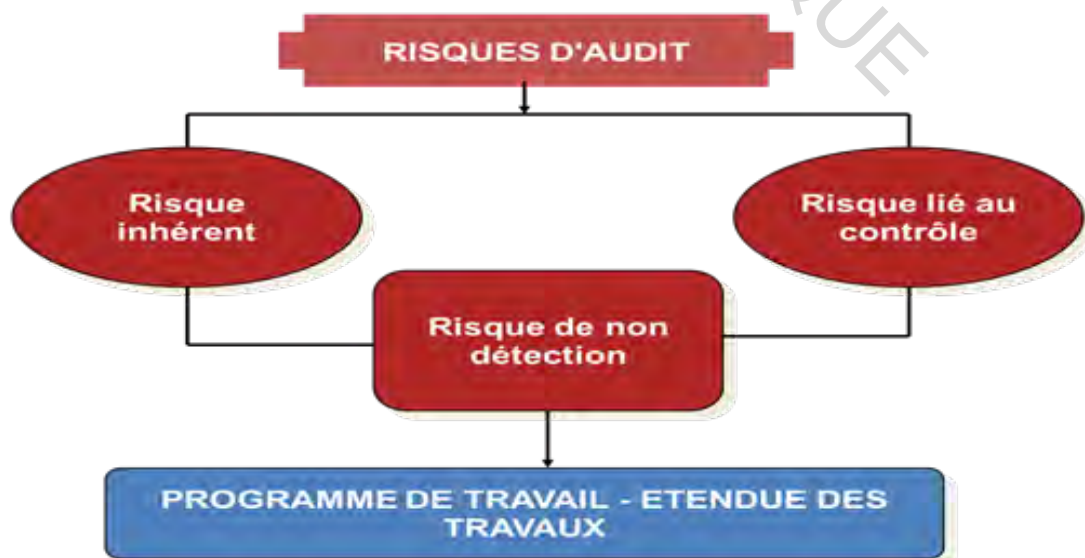 RISQUES D'AUDIT
Risque
inhérent
Risque lié au
contrôle
Risque de non
détection
PROGRAMME DE TRAVAIL - ETENDUE DES
TRAVAUX